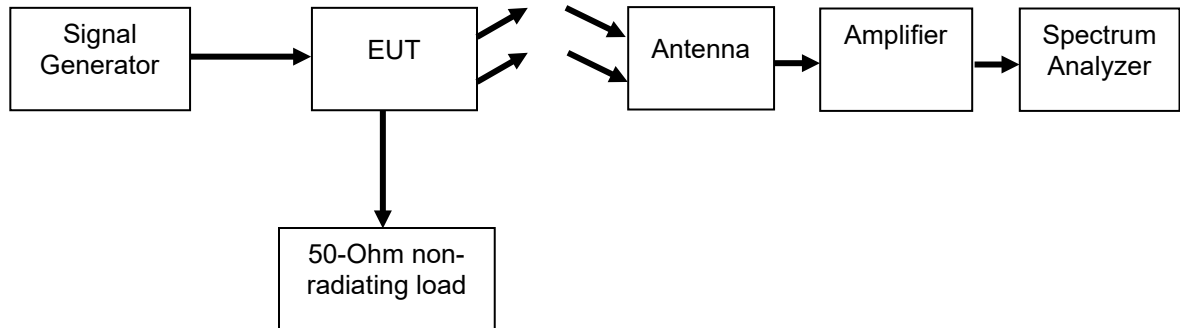 Signal
Generator
EUT
Antenna
Amplifier
Spectrum
Analyzer
50-Ohm non-
radiating load